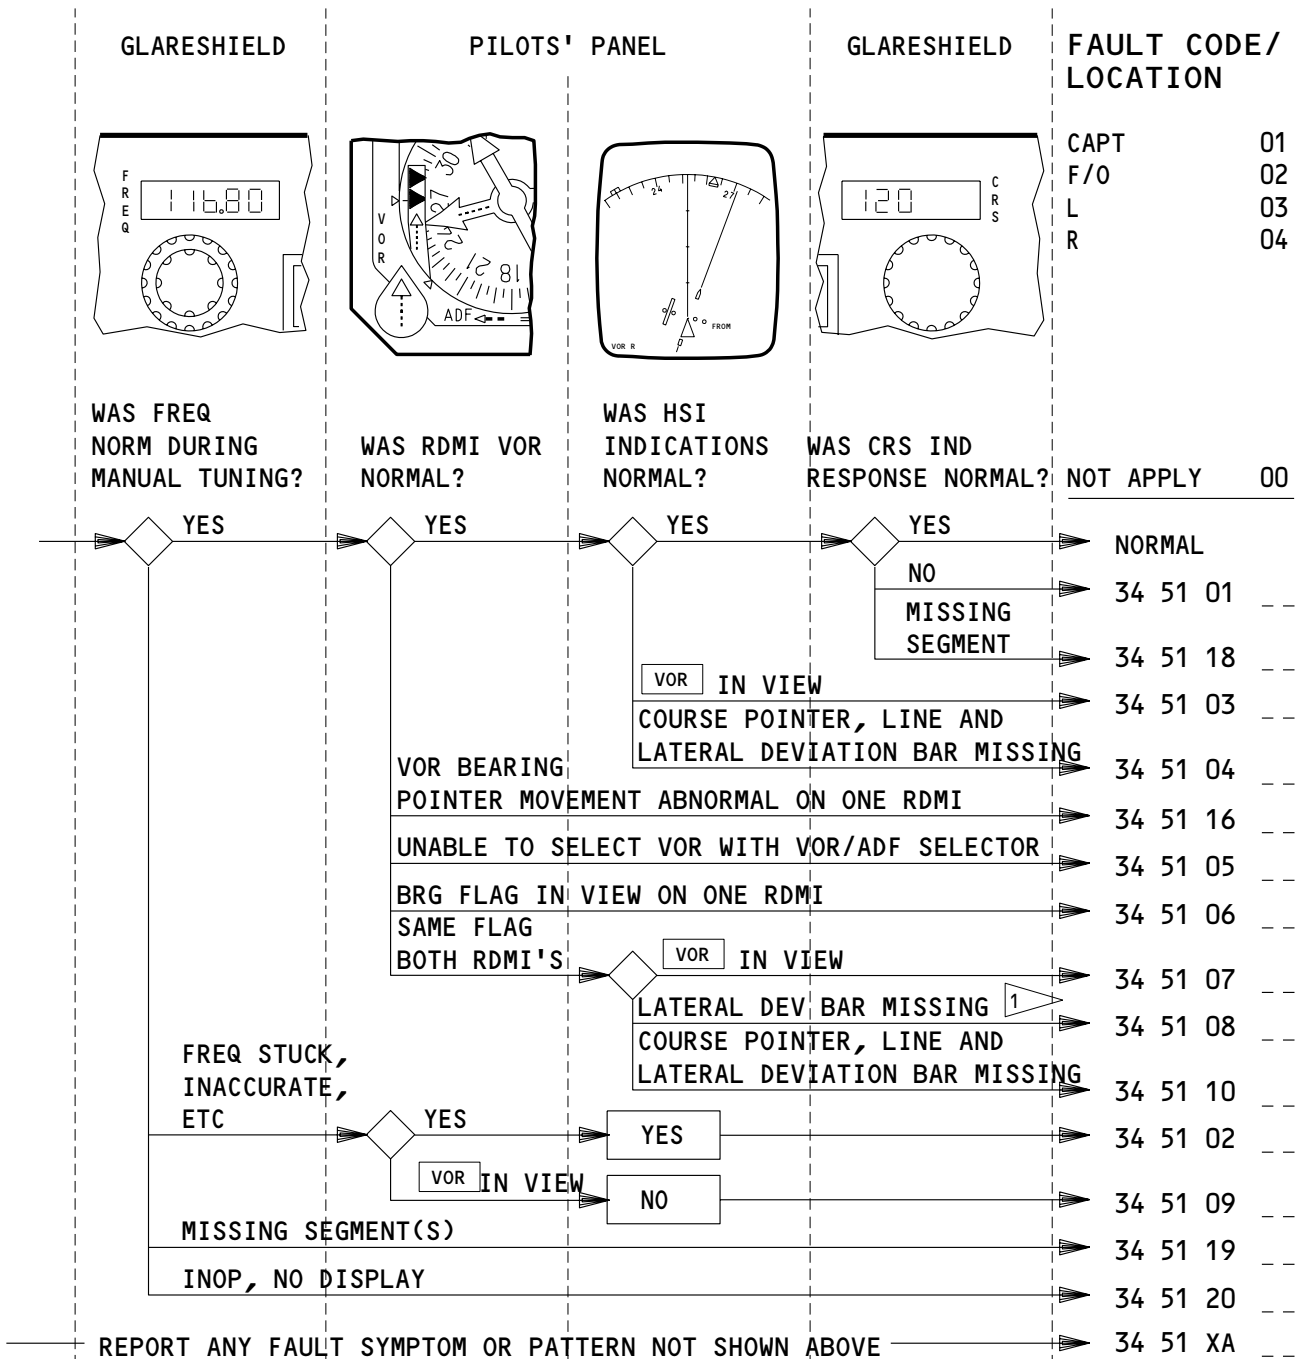 GLARESHIELD
PILOTS' PANEL
GLARESHIELD
FAULT CODE/
LOCATION
CAPT 01
F/O 02
L 03
R 04
FREQ
116.80
VOR
30
27
24
21
18
ADF
24
27
FROM
VOR R
120
CRS
WAS FREQ
NORM DURING
MANUAL TUNING?
WAS RDMI VOR
NORMAL?
WAS HSI
INDICATIONS
NORMAL?
WAS CRS IND
RESPONSE NORMAL?
NOT APPLY 00
YES
YES
YES
YES
NORMAL
NO
34 51 01 _ _
MISSING
SEGMENT
34 51 18 _ _
VOR IN VIEW
34 51 03 _ _
COURSE POINTER, LINE AND
LATERAL DEVIATION BAR MISSING
34 51 04 _ _
VOR BEARING
POINTER MOVEMENT ABNORMAL ON ONE RDMI
34 51 16 _ _
UNABLE TO SELECT VOR WITH VOR/ADF SELECTOR
34 51 05 _ _
BRG FLAG IN VIEW ON ONE RDMI
34 51 06 _ _
SAME FLAG
BOTH RDMI'S
VOR IN VIEW
34 51 07 _ _
LATERAL DEV BAR MISSING 1
34 51 08 _ _
COURSE POINTER, LINE AND
LATERAL DEVIATION BAR MISSING
34 51 10 _ _
FREQ STUCK,
INACCURATE,
ETC
YES
YES
34 51 02 _ _
VOR IN VIEW
NO
34 51 09 _ _
MISSING SEGMENT(S)
34 51 19 _ _
INOP, NO DISPLAY
34 51 20 _ _
REPORT ANY FAULT SYMPTOM OR PATTERN NOT SHOWN ABOVE
34 51 XA _ _